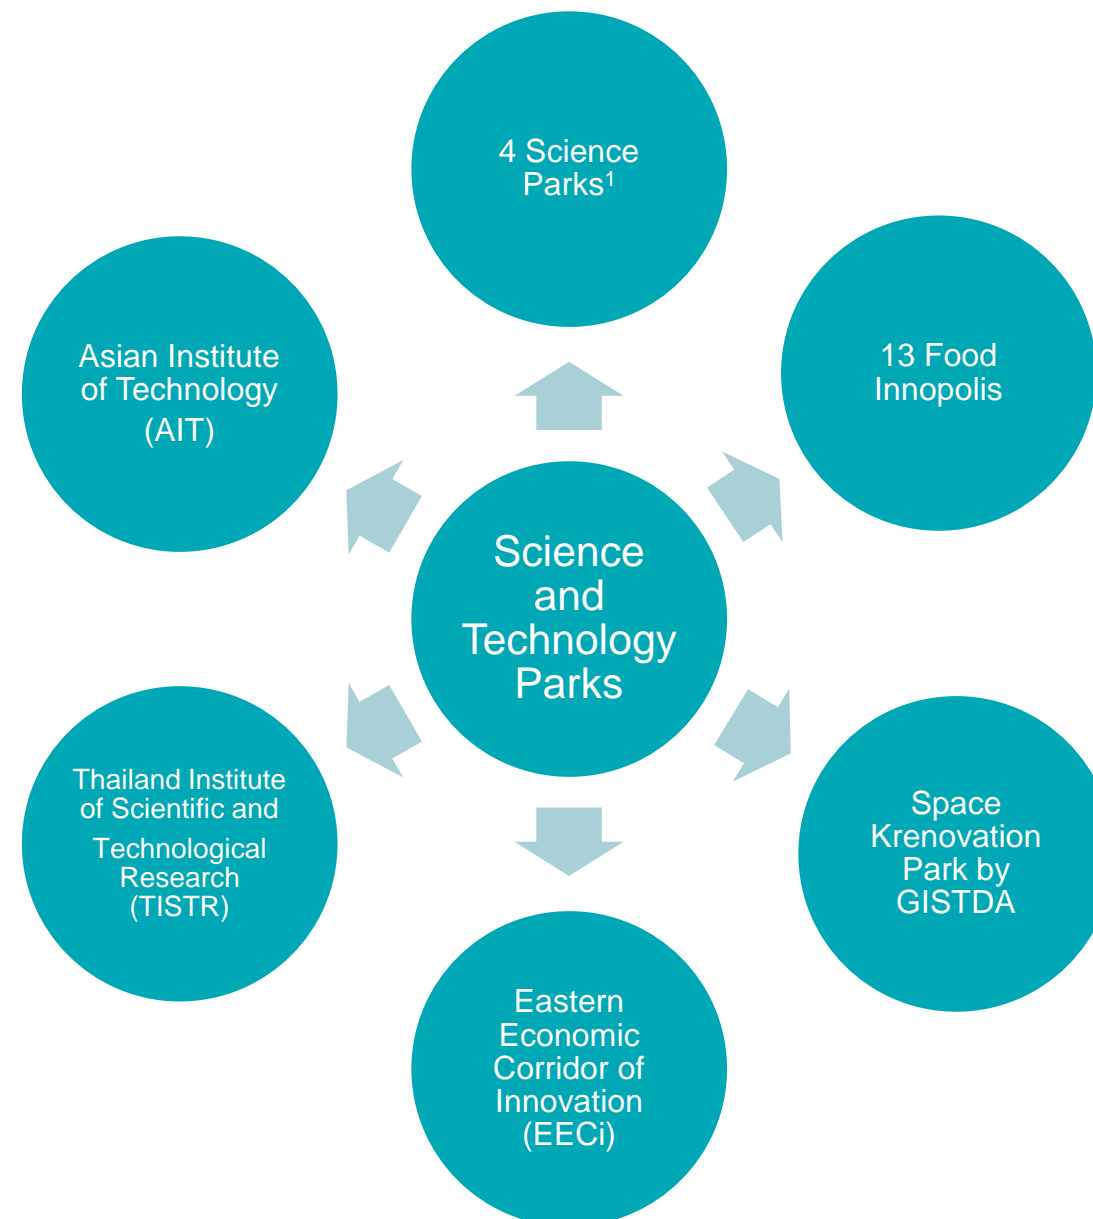 4 Science
Parks¹
13 Food
Innopolis
Asian Institute
of Technology
(AIT)
Science
and
Technology
Parks
Thailand Institute
of Scientific and
Technological
Research
(TISTR)
Space
Krenovation
Park by
GISTDA
Eastern
Economic
Corridor of
Innovation
(EECi)